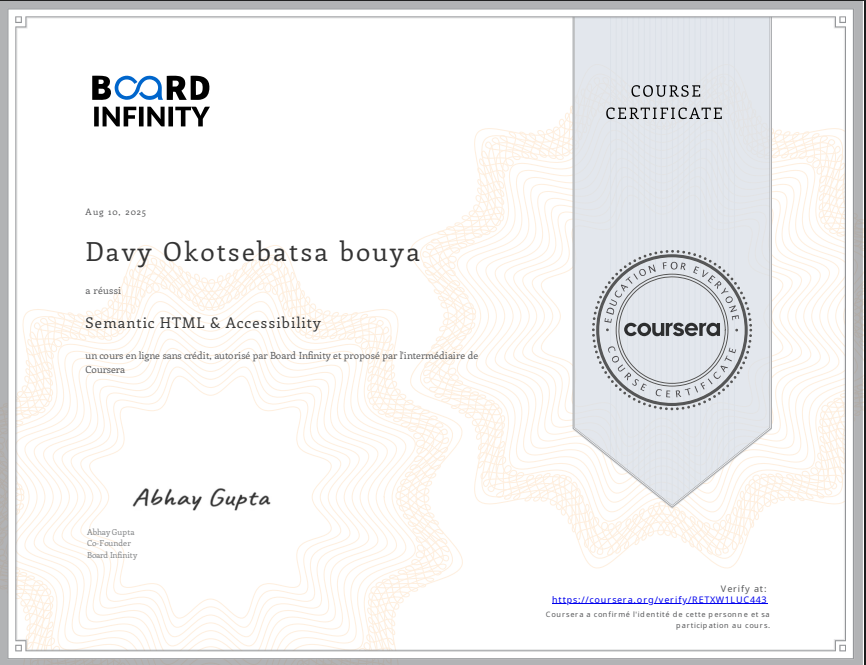 BOARD
INFINITY
COURSE
CERTIFICATE
Aug 10, 2025
Davy Okotsebatsa bouya
a réussi
Semantic HTML & Accessibility
un cours en ligne sans crédit, autorisé par Board Infinity et proposé par l'intermédiaire de
Coursera
EDUCATION FOR EVERYONE
coursera
COURSE CERTIFICATE
Abhay Gupta
Abhay Gupta
Co-Founder
Board Infinity
Verify at:
https://coursera.org/verify/RETXW1LUC443
Coursera a confirmé l'identité de cette personne et sa
participation au cours.